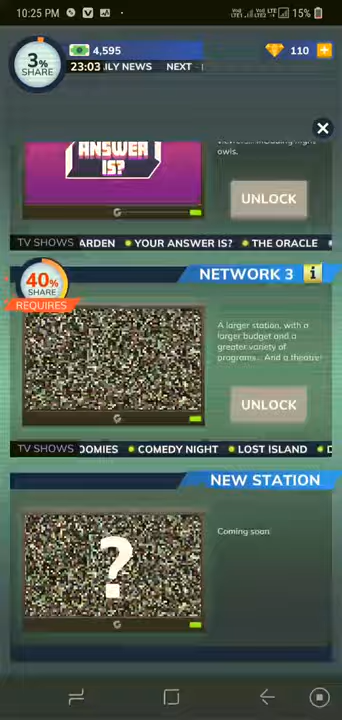 10:25 PM
15%
3%
SHARE
4,595
110
23:03 ILY NEWS NEXT -
owls.
ANSWER
IS?
UNLOCK
TV SHOWS ARDEN • YOUR ANSWER IS? • THE ORACLE
40%
SHARE
REQUIRES
NETWORK 3 i
A larger station, with a
larger budget and a
greater variety of
programs... And a theatre!
UNLOCK
TV SHOWS OOMIES • COMEDY NIGHT • LOST ISLAND • D
NEW STATION
Coming soon
?